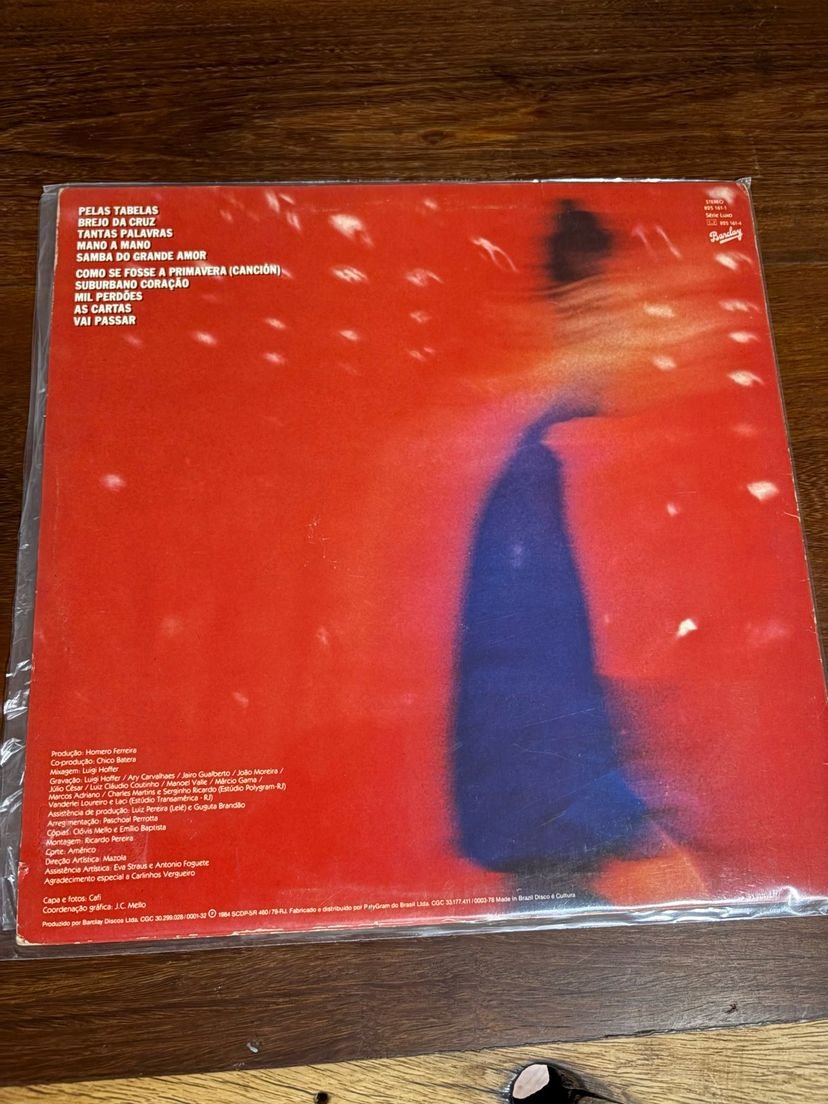 PELAS TABELAS
BREJO DA CRUZ
TANTAS PALAVRAS
MANO A MANO
SAMBA DO GRANDE AMOR
COMO SE FOSSE A PRIMAVERA (CANCIÓN)
SUBURBANO CORAÇÃO
MIL PERDÕES
AS CARTAS
VAI PASSAR
STEREO
825 161-1
Série Luxo
825 161-4
Barclay
Produção: Homero Ferreira
Co-produção: Chico Batera
Mixagem: Luigi Hoffer
Gravação: Luigi Hoffer / Ary Carvalhaes / Jairo Gualberto / João Moreira /
Júlio César / Luiz Cláudio Coutinho / Manoel Valle / Márcio Gama /
Marcos Adriano / Charles Martins e Serginho Ricardo (Estúdio Polygram-RJ)
Vanderlei Loureiro e Laci (Estúdio Transamérica - RJ)
Assistência de produção: Luiz Pereira (Lelé) e Guguta Brandão
Arregimentação: Paschoal Perrotta
Cópias: Clóvis Mello e Emílio Baptista
Montagem: Ricardo Pereira
Corte: Américo
Direção Artística: Mazola
Assistência Artística: Eva Straus e Antonio Foguete
Agradecimento especial a Carlinhos Vergueiro
Capa e fotos: Cafi
Coordenação gráfica: J.C. Mello
Produzido por Barclay Discos Ltda. CGC 30.299.028/0001-32 ℗ 1984 SCDP-SR 460/79-RJ. Fabricado e distribuído por PolyGram do Brasil Ltda. CGC 33.177.411/0003-78 Made in Brazil Disco é Cultura